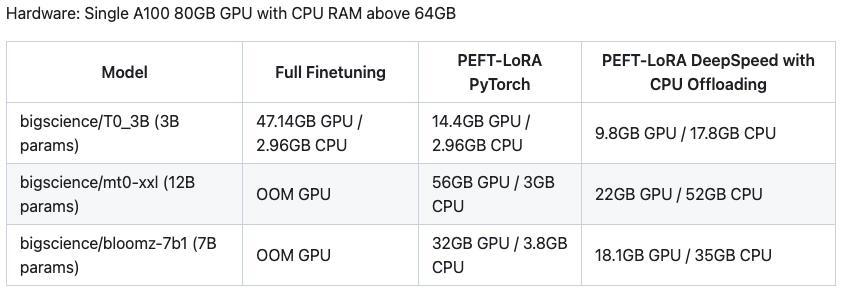 Hardware: Single A100 80GB GPU with CPU RAM above 64GB
Model
Full Finetuning
PEFT-LoRA
PyTorch
PEFT-LoRA DeepSpeed with
CPU Offloading
bigscience/T0_3B (3B
params)
47.14GB GPU /
2.96GB CPU
14.4GB GPU /
2.96GB CPU
9.8GB GPU / 17.8GB CPU
bigscience/mt0-xxl (12B
params)
OOM GPU
56GB GPU / 3GB
CPU
22GB GPU / 52GB CPU
bigscience/bloomz-7b1 (7B
params)
OOM GPU
32GB GPU / 3.8GB
CPU
18.1GB GPU / 35GB CPU